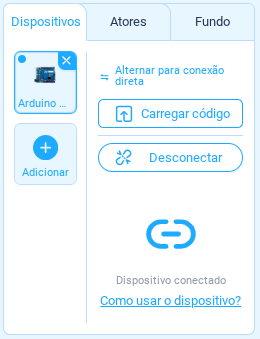 Dispositivos Atores Fundo
Alternar para conexão
direta
Arduino ...
Carregar código
Desconectar
Adicionar
Dispositivo conectado
Como usar o dispositivo?